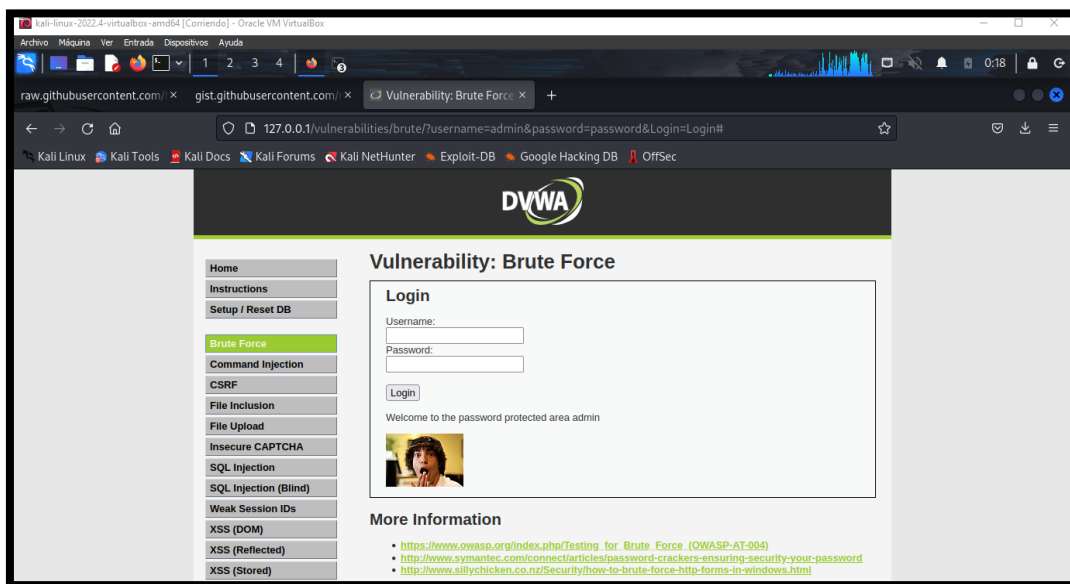 kali-linux-2022.4-virtualbox-amd64 [Corriendo] - Oracle VM VirtualBox
Archivo Máquina Ver Entrada Dispositivos Ayuda
1 2 3 4 3 0:18
raw.githubusercontent.com/ gist.githubusercontent.com/ Vulnerability: Brute Force
127.0.0.1/vulnerabilities/brute/?username=admin&password=password&Login=Login#
Kali Linux Kali Tools Kali Docs Kali Forums Kali NetHunter Exploit-DB Google Hacking DB OffSec
DVWA
Home
Instructions
Setup / Reset DB
Brute Force
Command Injection
CSRF
File Inclusion
File Upload
Insecure CAPTCHA
SQL Injection
SQL Injection (Blind)
Weak Session IDs
XSS (DOM)
XSS (Reflected)
XSS (Stored)
Vulnerability: Brute Force
Login
Username:
Password:
Login
Welcome to the password protected area admin
More Information
• https://www.owasp.org/index.php/Testing_for_Brute_Force_(OWASP-AT-004)
• http://www.symantec.com/connect/articles/password-crackers-ensuring-security-your-password
• http://www.sillychicken.co.nz/Security/how-to-brute-force-http-forms-in-windows.html